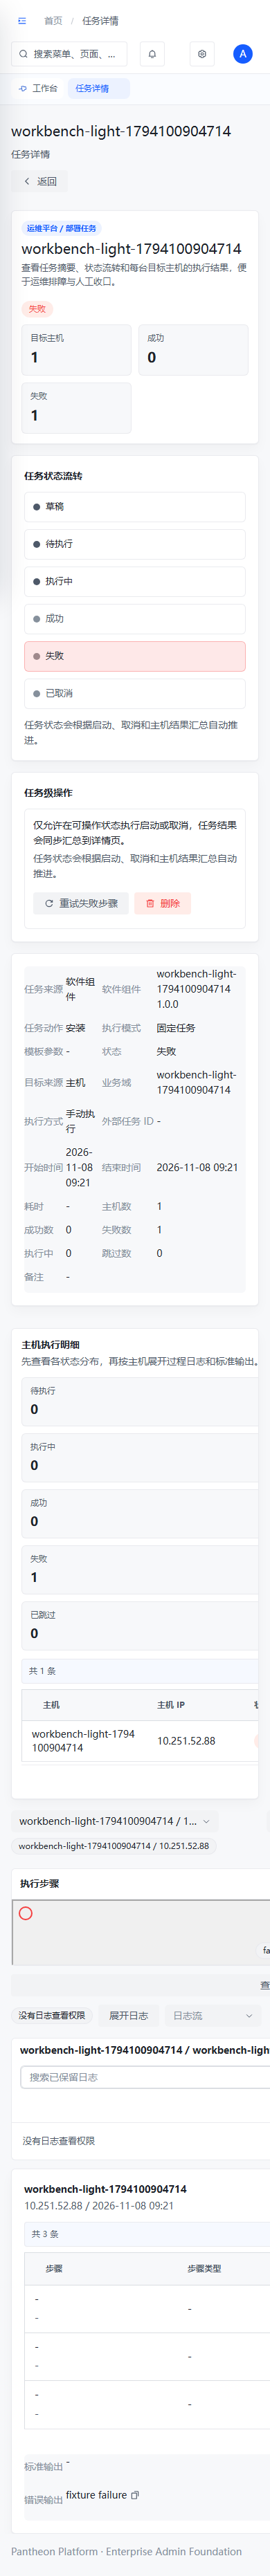 首页 / 任务详情
搜索菜单、页面、...
A
工作台
任务详情
workbench-light-1794100904714
任务详情
返回
运维平台 / 部署任务
workbench-light-1794100904714
查看任务摘要、状态流转和每台目标主机的执行结果，便
于运维排障与人工收口。
失败
目标主机
1
成功
0
失败
1
任务状态流转
草稿
待执行
执行中
成功
失败
已取消
任务状态会根据启动、取消和主机结果汇总自动推
进。
任务级操作
仅允许在可操作状态执行启动或取消，任务结果
会同步汇总到详情页。
任务状态会根据启动、取消和主机结果汇总自动
推进。
重试失败步骤
删除
任务来源 软件组件 软件组件 workbench-light-1794100904714 1.0.0
任务动作 安装 执行模式 固定任务
模板参数 - 状态 失败
目标来源 主机 业务域 workbench-light-1794100904714
执行方式 手动执行 外部任务 ID -
开始时间 2026-11-08 09:21 结束时间 2026-11-08 09:21
耗时 - 主机数 1
成功数 0 失败数 1
执行中 0 跳过数 0
备注 -
主机执行明细
先查看各状态分布，再按主机展开过程日志和标准输出。
待执行
0
执行中
0
成功
0
失败
1
已跳过
0
共 1 条
主机 主机 IP
workbench-light-1794100904714 10.251.52.88
workbench-light-1794100904714 / 1...
workbench-light-1794100904714 / 10.251.52.88
执行步骤
fa
查
没有日志查看权限
展开日志
日志流
workbench-light-1794100904714 / workbench-light
搜索已保留日志
没有日志查看权限
workbench-light-1794100904714
10.251.52.88 / 2026-11-08 09:21
共 3 条
步骤 步骤类型
-
- -
-
- -
-
- -
标准输出 -
错误输出 fixture failure
Pantheon Platform · Enterprise Admin Foundation